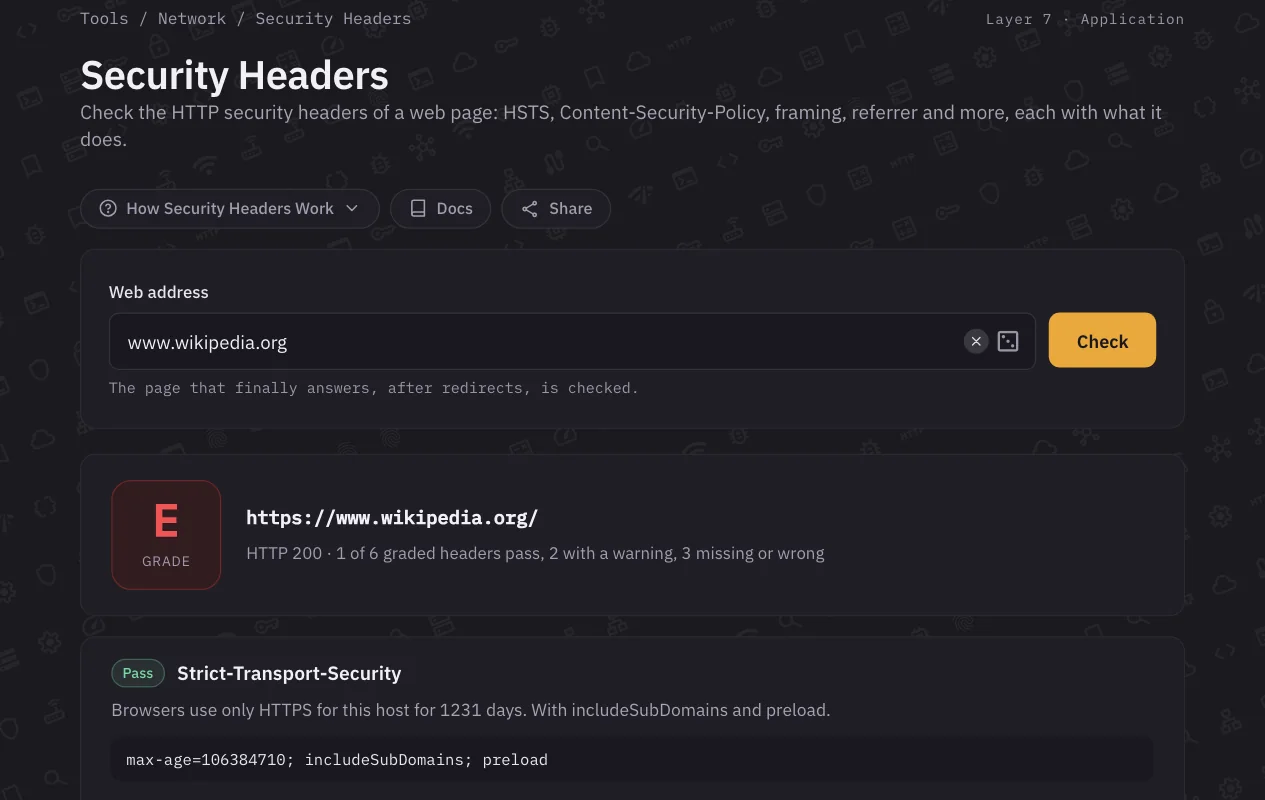 Tools / Network / Security Headers
Layer 7 · Application
Security Headers
Check the HTTP security headers of a web page: HSTS, Content-Security-Policy, framing, referrer and more, each with what it
does.
How Security Headers Work
Docs
Share
Web address
www.wikipedia.org
Check
The page that finally answers, after redirects, is checked.
E
GRADE
https://www.wikipedia.org/
HTTP 200 · 1 of 6 graded headers pass, 2 with a warning, 3 missing or wrong
Pass
Strict-Transport-Security
Browsers use only HTTPS for this host for 1231 days. With includeSubDomains and preload.
max-age=106384710; includeSubDomains; preload